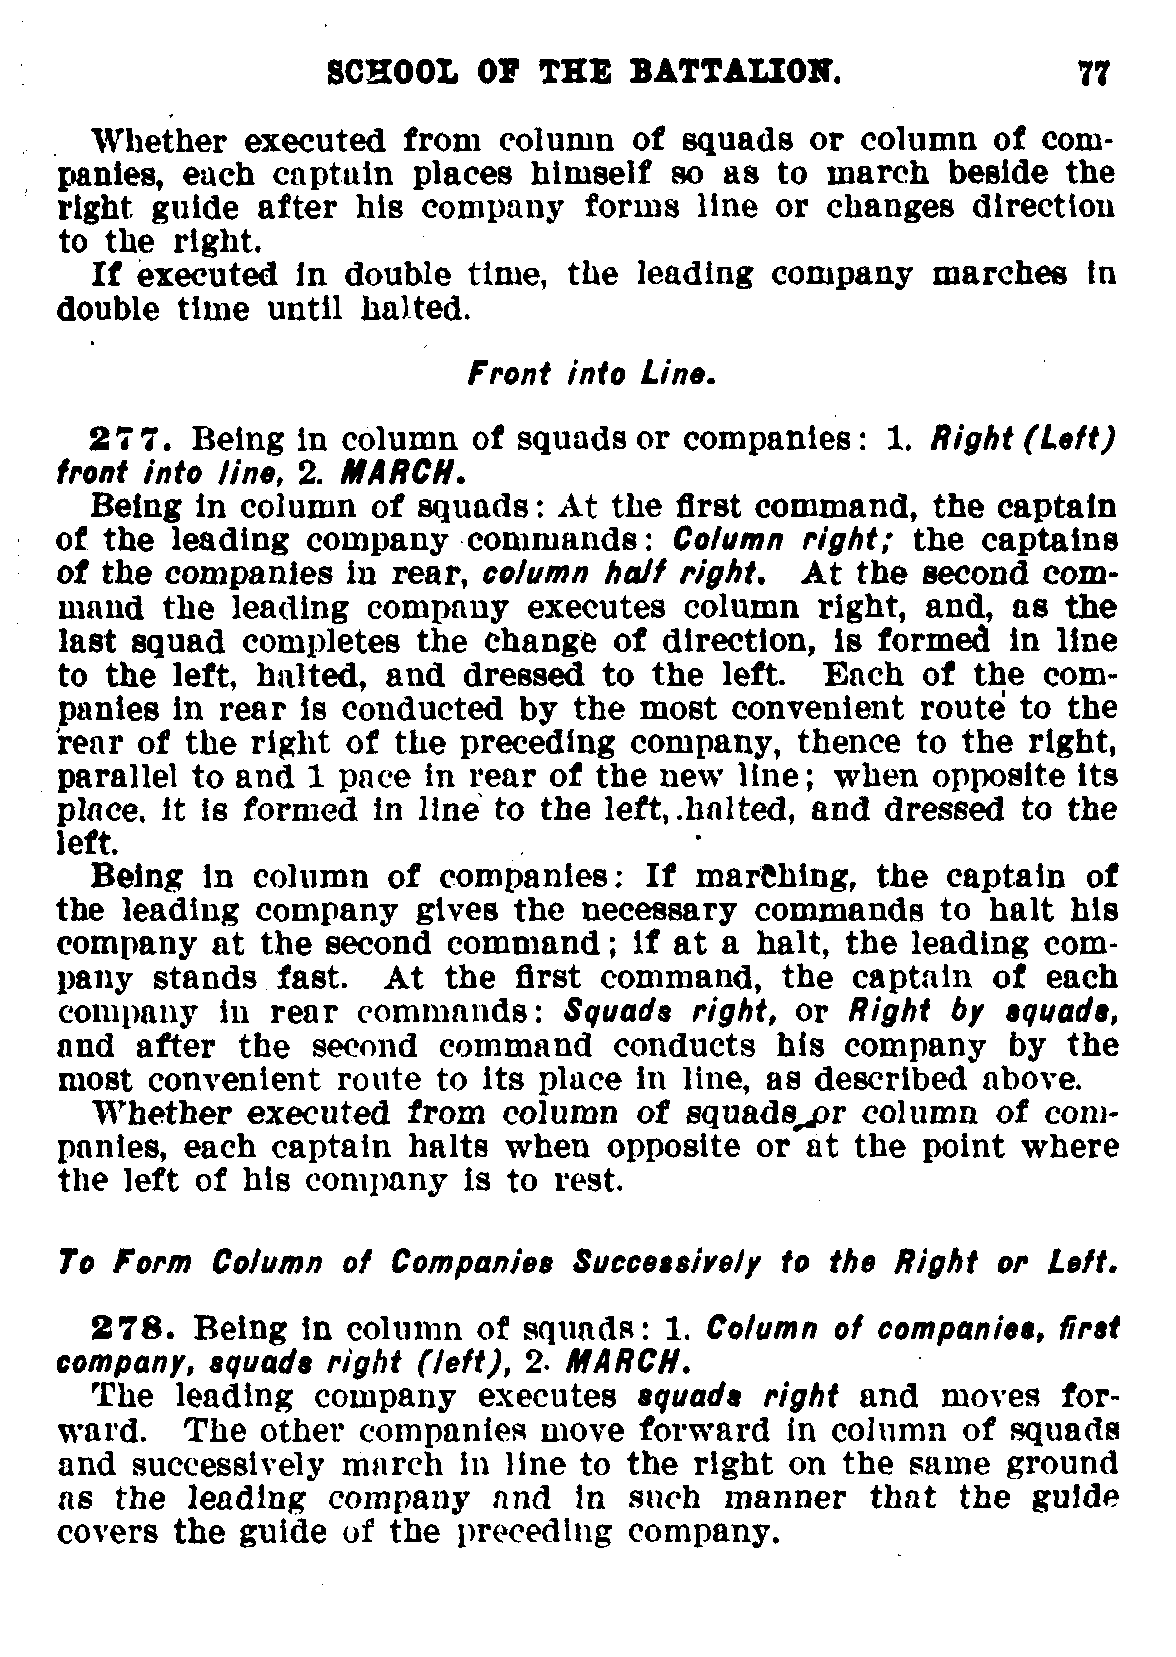 SCHOOL OF THE BATTALION. 77
Whether executed from column of squads or column of com-
panies, each captain places himself so as to march beside the
right guide after his company forms line or changes direction
to the right.
If executed in double time, the leading company marches in
double time until halted.
Front into Line.
277. Being in column of squads or companies: 1. Right (Left)
front into line, 2. MARCH.
Being in column of squads: At the first command, the captain
of the leading company commands: Column right; the captains
of the companies in rear, column half right. At the second com-
mand the leading company executes column right, and, as the
last squad completes the change of direction, is formed in line
to the left, halted, and dressed to the left. Each of the com-
panies in rear is conducted by the most convenient route to the
rear of the right of the preceding company, thence to the right,
parallel to and 1 pace in rear of the new line; when opposite its
place, it is formed in line to the left, halted, and dressed to the
left.
Being in column of companies: If marching, the captain of
the leading company gives the necessary commands to halt his
company at the second command; if at a halt, the leading com-
pany stands fast. At the first command, the captain of each
company in rear commands: Squads right, or Right by squads,
and after the second command conducts his company by the
most convenient route to its place in line, as described above.
Whether executed from column of squads or column of com-
panies, each captain halts when opposite or at the point where
the left of his company is to rest.
To Form Column of Companies Successively to the Right or Left.
278. Being in column of squads: 1. Column of companies, first
company, squads right (left), 2. MARCH.
The leading company executes squads right and moves for-
ward. The other companies move forward in column of squads
and successively march in line to the right on the same ground
as the leading company and in such manner that the guide
covers the guide of the preceding company.